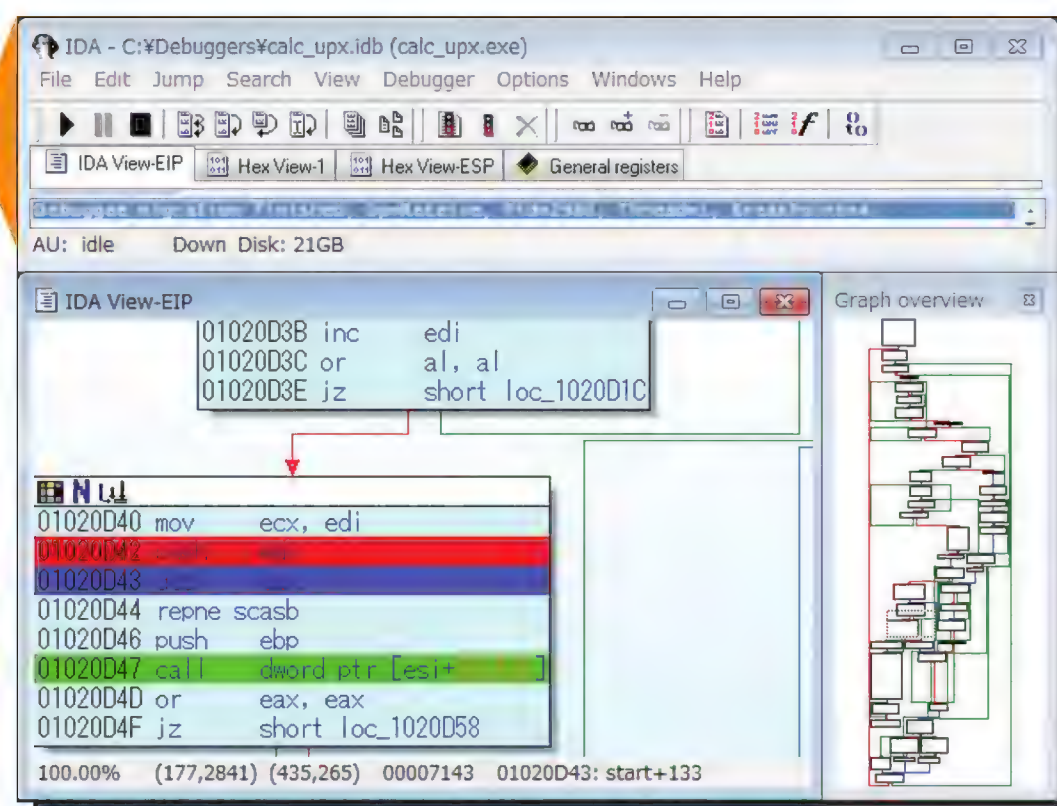 IDA - C:¥Debuggers¥calc_upx.idb (calc_upx.exe)
File Edit Jump Search View Debugger Options Windows Help
IDA View-EIP Hex View-1 Hex View-ESP General registers
AU: idle Down Disk: 21GB
IDA View-EIP
Graph overview
01020D3B inc edi
01020D3C or al, al
01020D3E jz short loc_1020D1C
01020D40 mov ecx, edi
01020D42
01020D43
01020D44 repne scasb
01020D46 push ebp
01020D47 call dword ptr [esi+ ]
01020D4D or eax, eax
01020D4F jz short loc_1020D58
100.00% (177,2841) (435,265) 00007143 01020D43: start+133